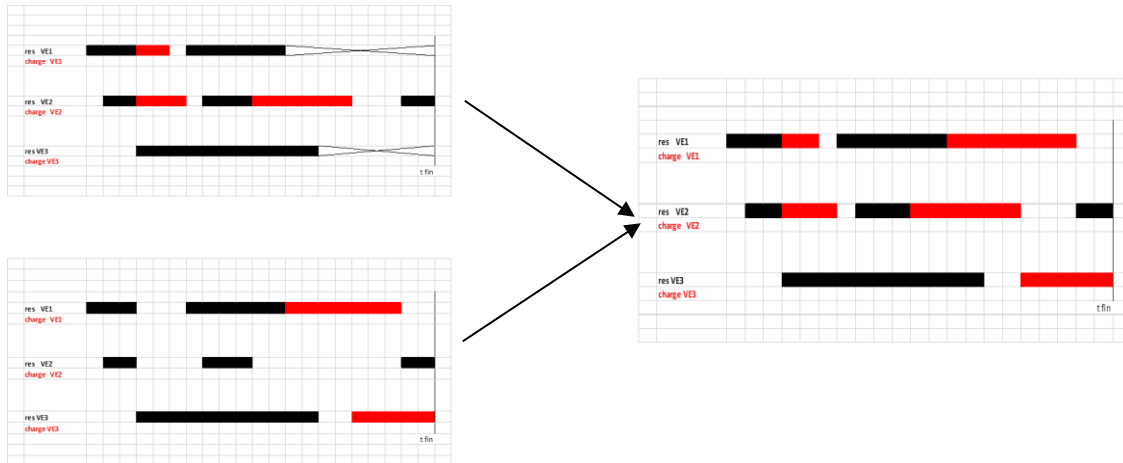 res VE1
charge VE1
res VE2
charge VE2
res VE3
charge VE3
t fin
res VE1
charge VE1
res VE2
charge VE2
res VE3
charge VE3
t fin
res VE1
charge VE1
res VE2
charge VE2
res VE3
charge VE3
t fin